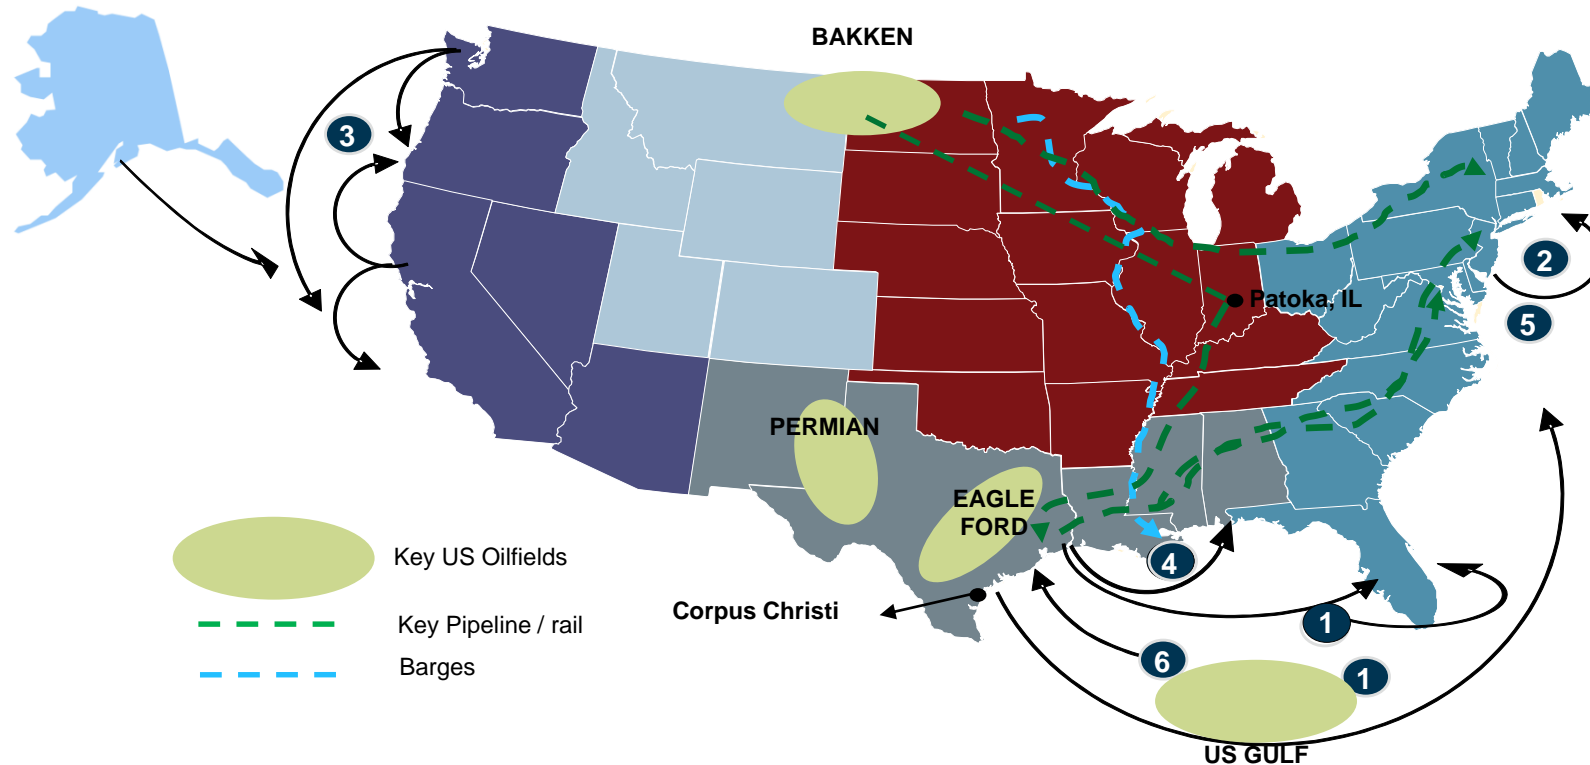 BAKKEN
3
2
Patoka, IL
5
PERMIAN
EAGLE
FORD
Key US Oilfields
4
Corpus Christi
Key Pipeline / rail
1
6
Barges
1
US GULF